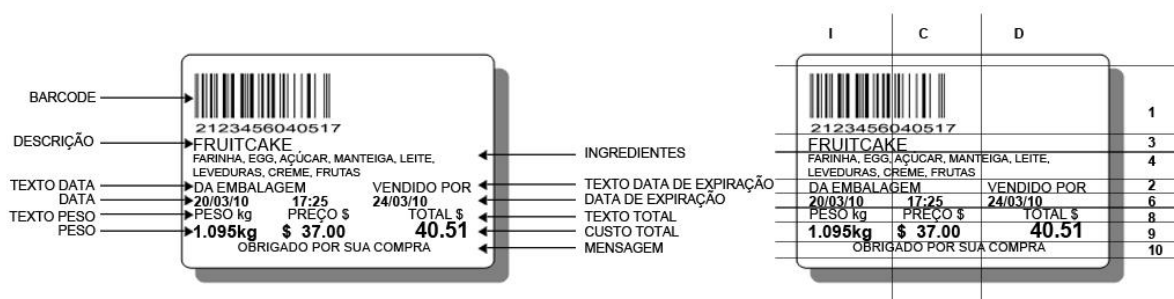 BARCODE
DESCRIÇÃO
TEXTO DATA
DATA
TEXTO PESO
PESO
2123456040517
FRUITCAKE
FARINHA, EGG, AÇÚCAR, MANTEIGA, LEITE,
LEVEDURAS, CREME, FRUTAS
DA EMBALAGEM VENDIDO POR
20/03/10 17:25 24/03/10
PESO kg PREÇO $ TOTAL $
1.095kg $ 37.00 40.51
OBRIGADO POR SUA COMPRA
INGREDIENTES
TEXTO DATA DE EXPIRAÇÃO
DATA DE EXPIRAÇÃO
TEXTO TOTAL
CUSTO TOTAL
MENSAGEM
I C D
2123456040517
FRUITCAKE
FARINHA, EGG, AÇÚCAR, MANTEIGA, LEITE,
LEVEDURAS, CREME, FRUTAS
DA EMBALAGEM VENDIDO POR
20/03/10 17:25 24/03/10
PESO kg PREÇO $ TOTAL $
1.095kg $ 37.00 40.51
OBRIGADO POR SUA COMPRA
1
3
4
2
6
8
9
10